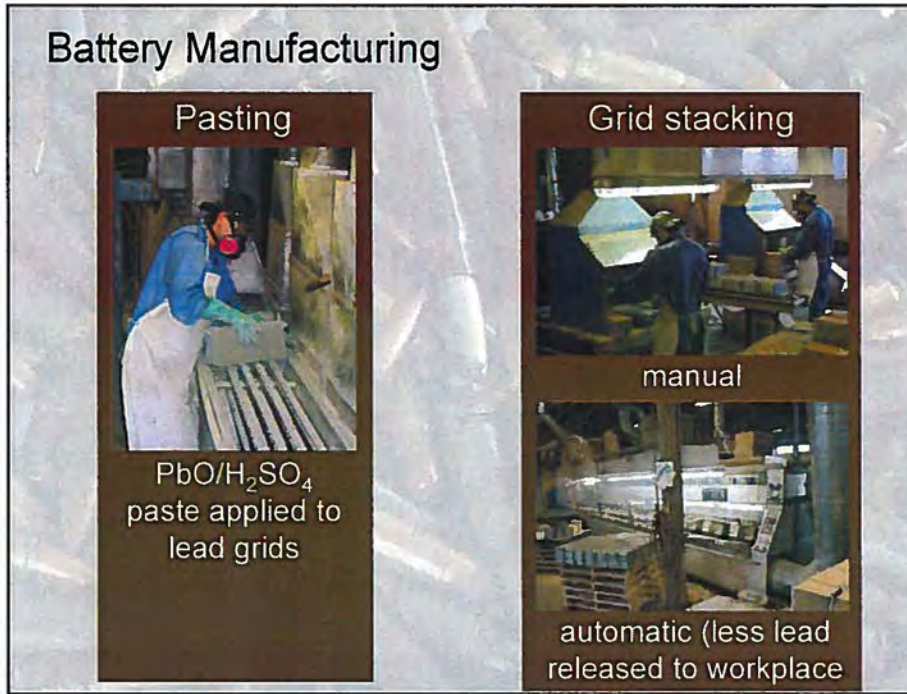 Battery Manufacturing
Pasting
PbO/H₂SO₄
paste applied to
lead grids
Grid stacking
manual
automatic (less lead
released to workplace